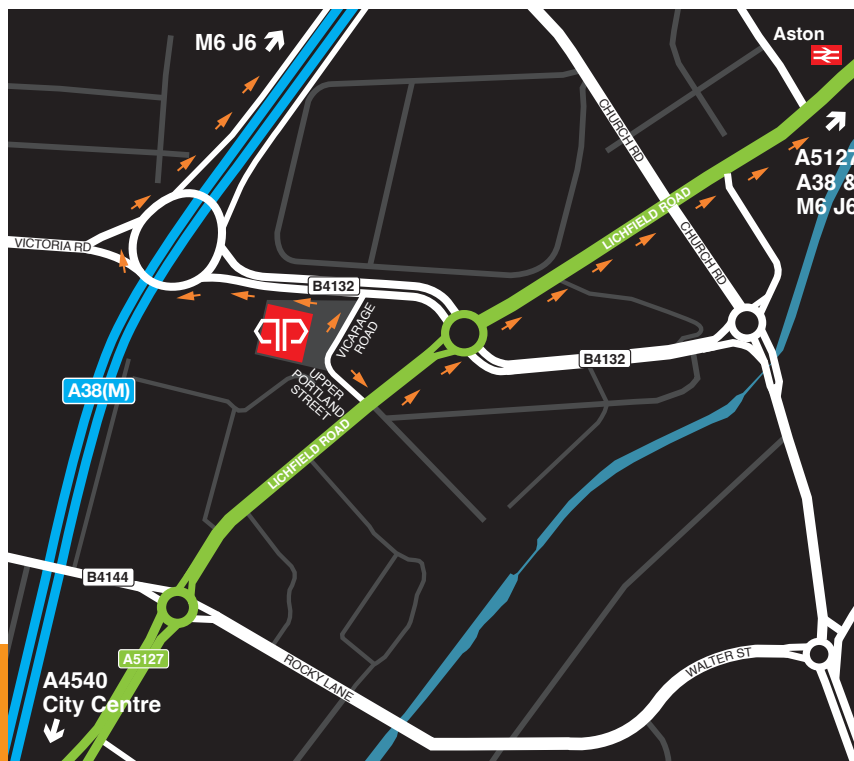 M6 J6
Aston
CHURCH RD
A5127
A38 &
M6 J6
LICHFIELD ROAD
VICTORIA RD
CHURCH RD
B4132
VICARAGE
ROAD
B4132
UPPER
PORTLAND
STREET
A38(M)
LICHFIELD ROAD
B4144
A5127
ROCKY LANE
WALTER ST
A4540
City Centre